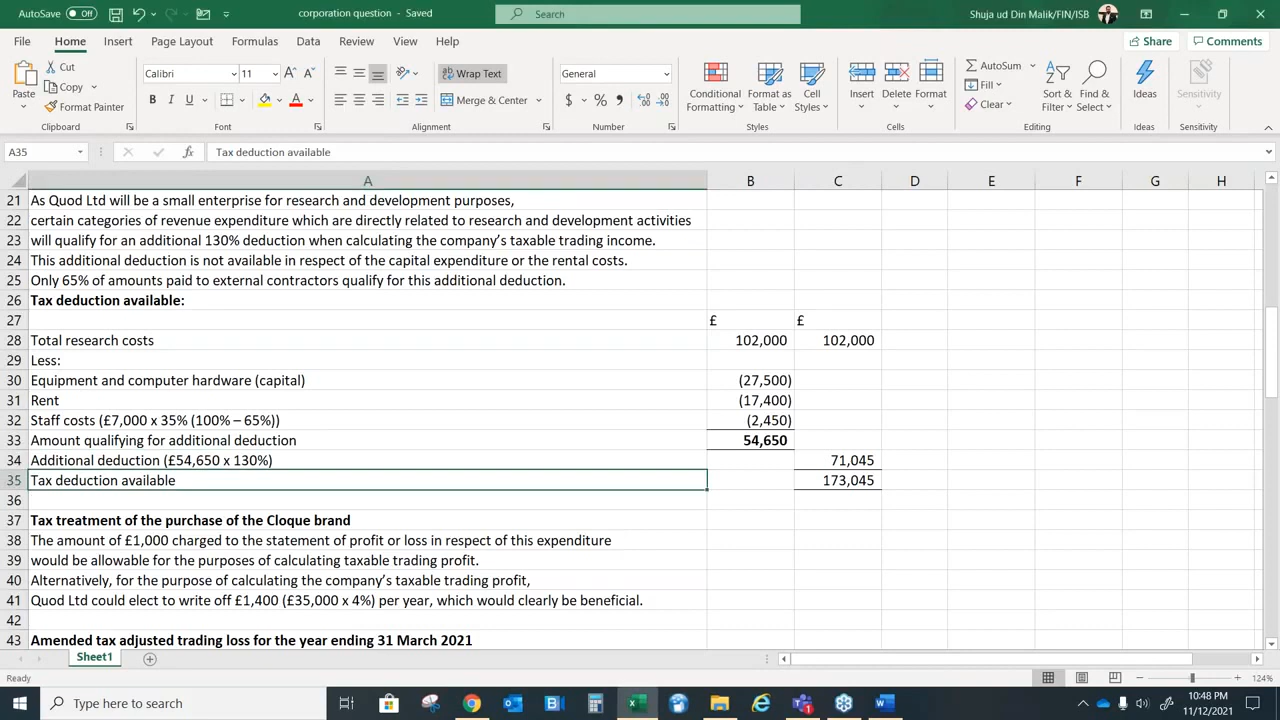 AutoSave Off corporation question - Saved Search Shuja ud Din Malik/FIN/ISB
File Home Insert Page Layout Formulas Data Review View Help Share Comments
Paste Cut Copy Format Painter
Calibri 11 B I U
Wrap Text Merge & Center
General $ %
Conditional Formatting Format as Table Cell Styles
Insert Delete Format
AutoSum Fill Clear Sort & Filter Find & Select
Ideas Sensitivity
Clipboard Font Alignment Number Styles Cells Editing Ideas Sensitivity
A35 fx Tax deduction available
A B C D E F G H
21 As Quod Ltd will be a small enterprise for research and development purposes,
22 certain categories of revenue expenditure which are directly related to research and development activities
23 will qualify for an additional 130% deduction when calculating the company's taxable trading income.
24 This additional deduction is not available in respect of the capital expenditure or the rental costs.
25 Only 65% of amounts paid to external contractors qualify for this additional deduction.
26 Tax deduction available:
27 £ £
28 Total research costs 102,000 102,000
29 Less:
30 Equipment and computer hardware (capital) (27,500)
31 Rent (17,400)
32 Staff costs (£7,000 x 35% (100% – 65%)) (2,450)
33 Amount qualifying for additional deduction 54,650
34 Additional deduction (£54,650 x 130%) 71,045
35 Tax deduction available 173,045
36
37 Tax treatment of the purchase of the Cloque brand
38 The amount of £1,000 charged to the statement of profit or loss in respect of this expenditure
39 would be allowable for the purposes of calculating taxable trading profit.
40 Alternatively, for the purpose of calculating the company's taxable trading profit,
41 Quod Ltd could elect to write off £1,400 (£35,000 x 4%) per year, which would clearly be beneficial.
42
43 Amended tax adjusted trading loss for the year ending 31 March 2021
Sheet1
Ready 124%
Type here to search 10:48 PM
11/12/2021